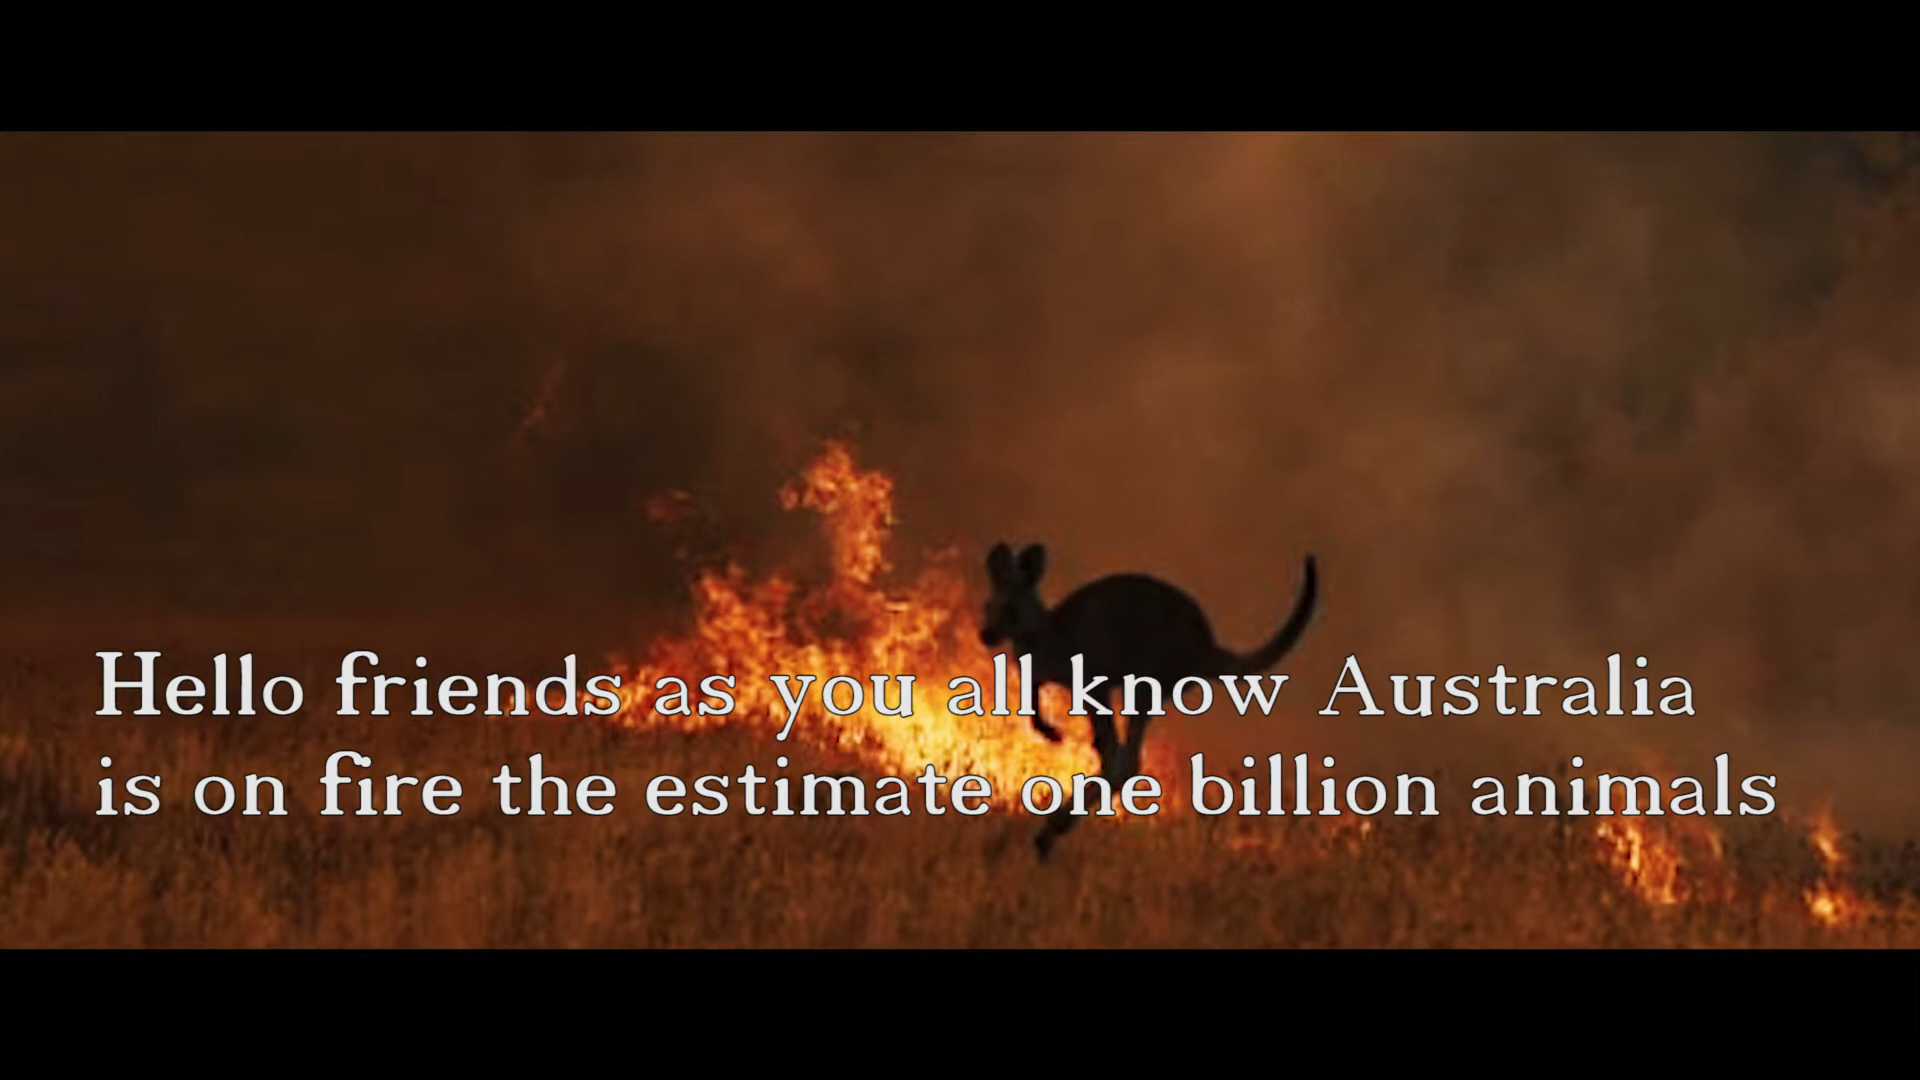 Hello friends as you all know Australia
is on fire the estimate one billion animals